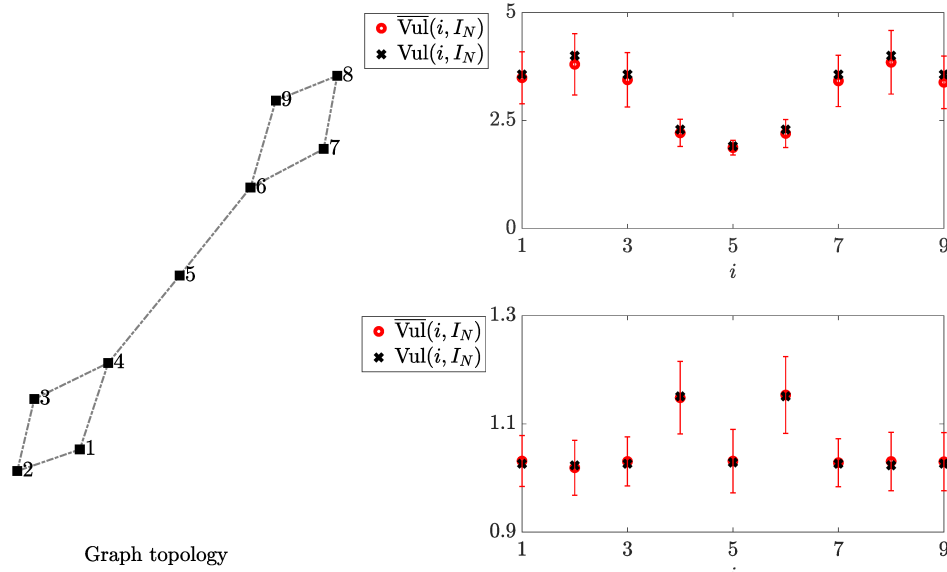 8
9
7
6
5
4
3
1
2
Graph topology
Vul̅(i, I_N)
Vul(i, I_N)
5
2.5
0
1 3 5 7 9
i
Vul̅(i, I_N)
Vul(i, I_N)
1.3
1.1
0.9
1 3 5 7 9